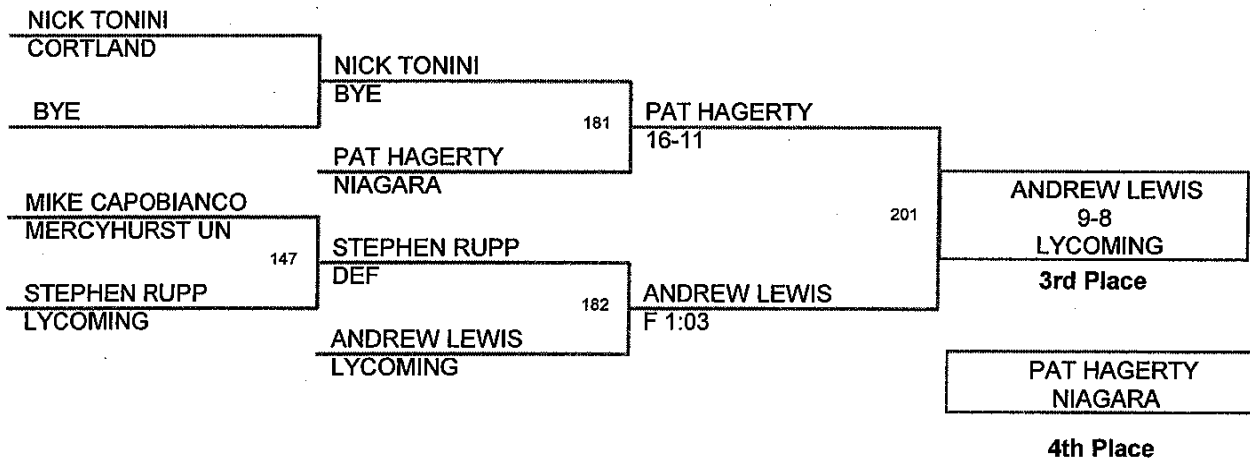 NICK TONINI
CORTLAND
BYE
NICK TONINI
BYE
181
PAT HAGERTY
NIAGARA
PAT HAGERTY
16-11
MIKE CAPOBIANCO
MERCYHURST UN
147
STEPHEN RUPP
LYCOMING
STEPHEN RUPP
DEF
182
ANDREW LEWIS
LYCOMING
ANDREW LEWIS
F 1:03
201
ANDREW LEWIS
9-8
LYCOMING
3rd Place
PAT HAGERTY
NIAGARA
4th Place